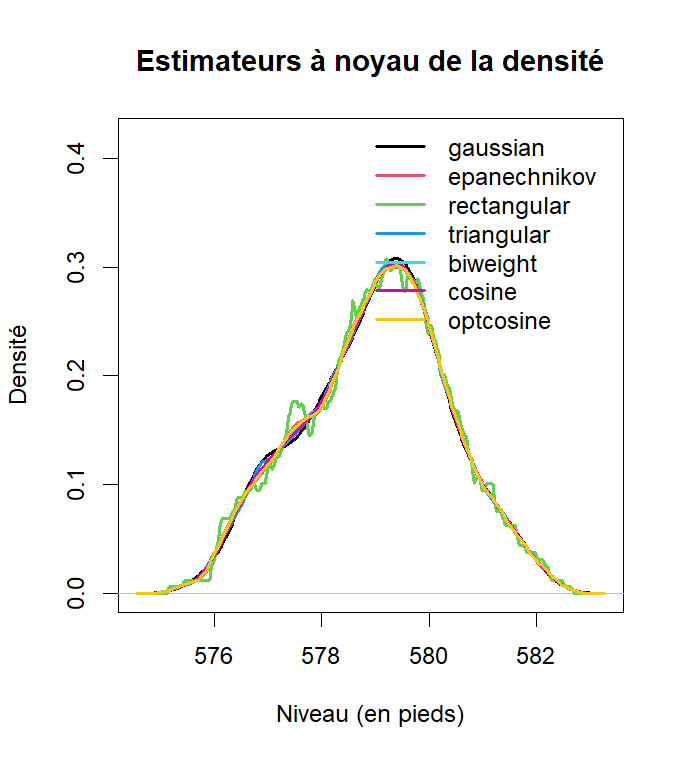 Estimateurs à noyau de la densité
gaussian
epanechnikov
rectangular
triangular
biweight
cosine
optcosine
0.4
0.3
0.2
0.1
0.0
Densité
576 578 580 582
Niveau (en pieds)